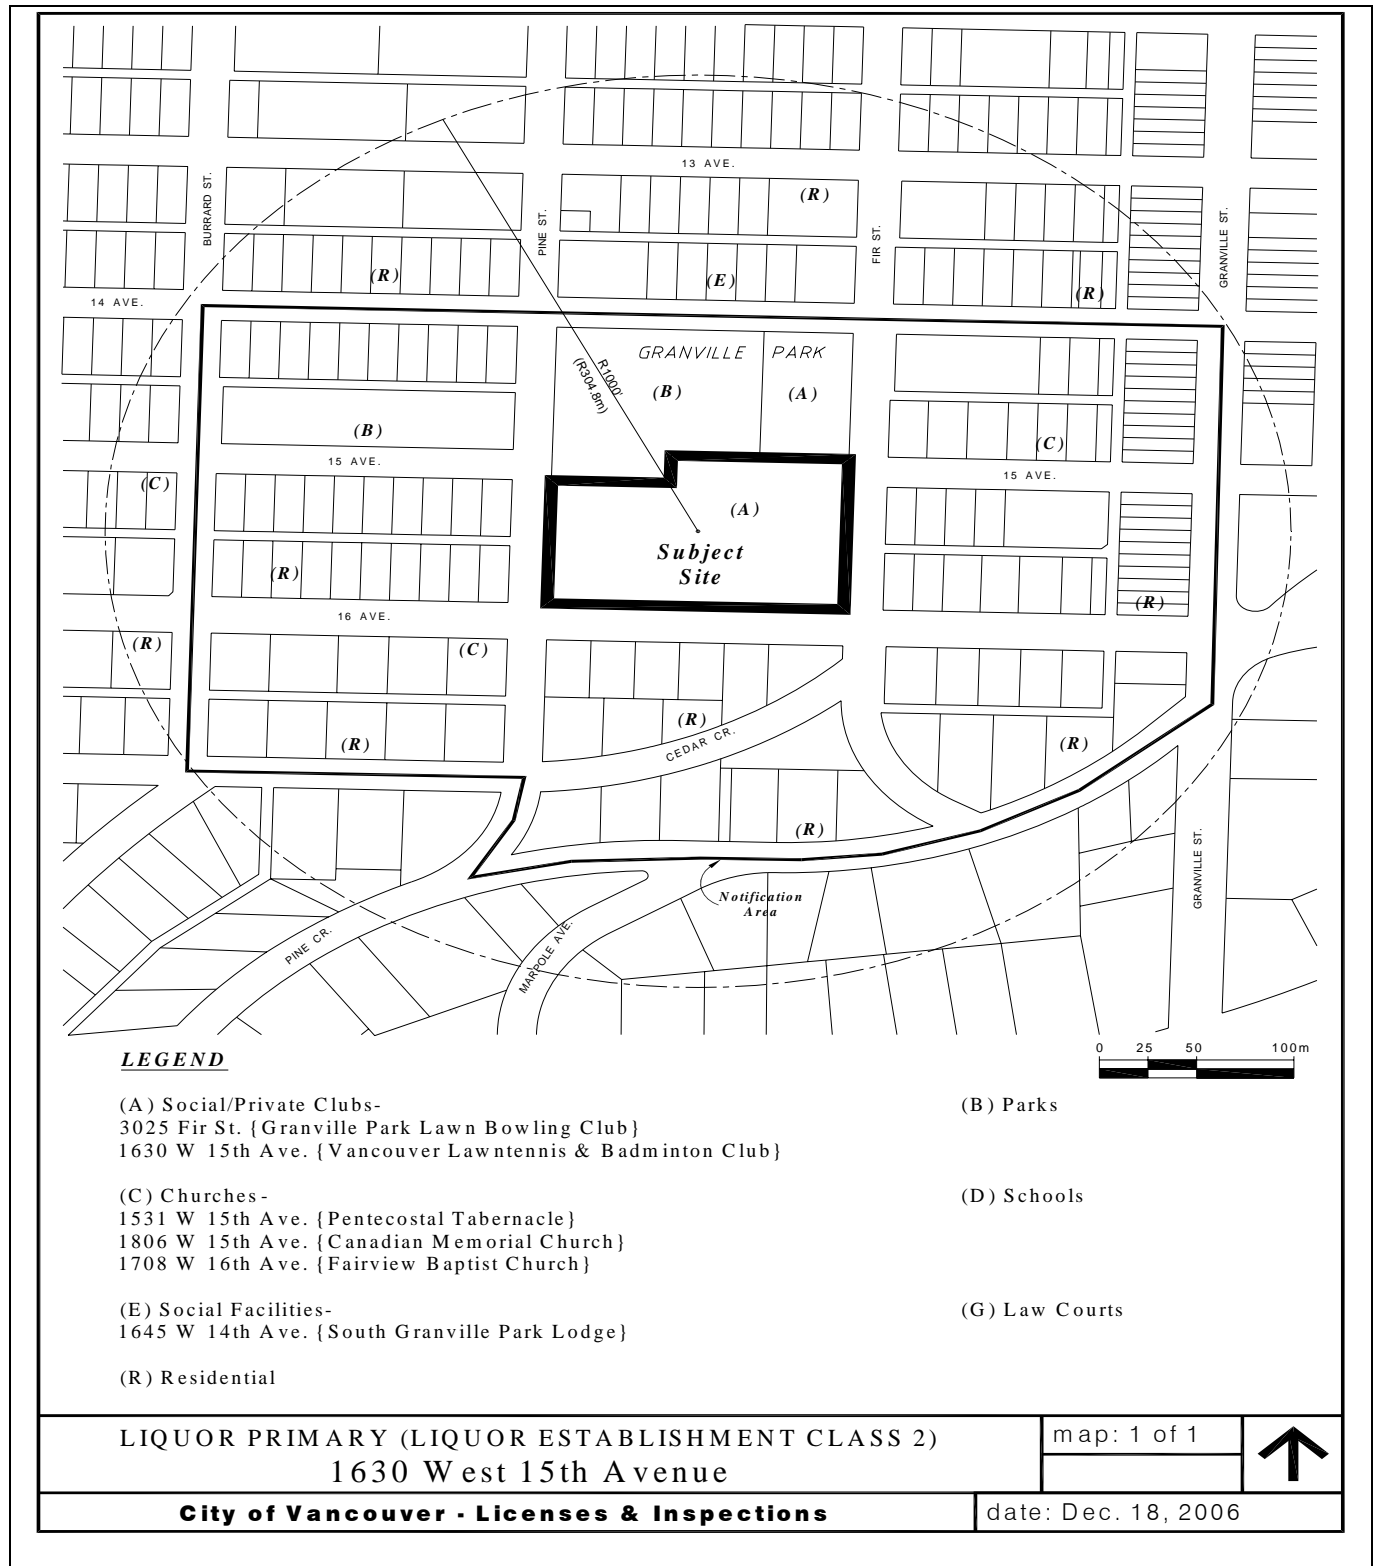 13 AVE.
(R)
BURRARD ST.
PINE ST.
FIR ST.
GRANVILLE ST.
(R)
(E)
(R)
14 AVE.
GRANVILLE PARK
R1000'
(R304.8m)
(B)
(A)
(B)
(C)
15 AVE.
15 AVE.
(C)
(A)
Subject
Site
(R)
(R)
16 AVE.
(R)
(C)
(R)
(R)
CEDAR CR.
(R)
(R)
GRANVILLE ST.
Notification
Area
PINE CR.
MARPOLE AVE.
0 25 50 100m
LEGEND
(A) Social/Private Clubs-
3025 Fir St. {Granville Park Lawn Bowling Club}
1630 W 15th Ave. {Vancouver Lawntennis & Badminton Club}
(B) Parks
(C) Churches-
1531 W 15th Ave. {Pentecostal Tabernacle}
1806 W 15th Ave. {Canadian Memorial Church}
1708 W 16th Ave. {Fairview Baptist Church}
(D) Schools
(E) Social Facilities-
1645 W 14th Ave. {South Granville Park Lodge}
(G) Law Courts
(R) Residential
LIQUOR PRIMARY (LIQUOR ESTABLISHMENT CLASS 2)
1630 West 15th Avenue
map: 1 of 1
City of Vancouver - Licenses & Inspections
date: Dec. 18, 2006